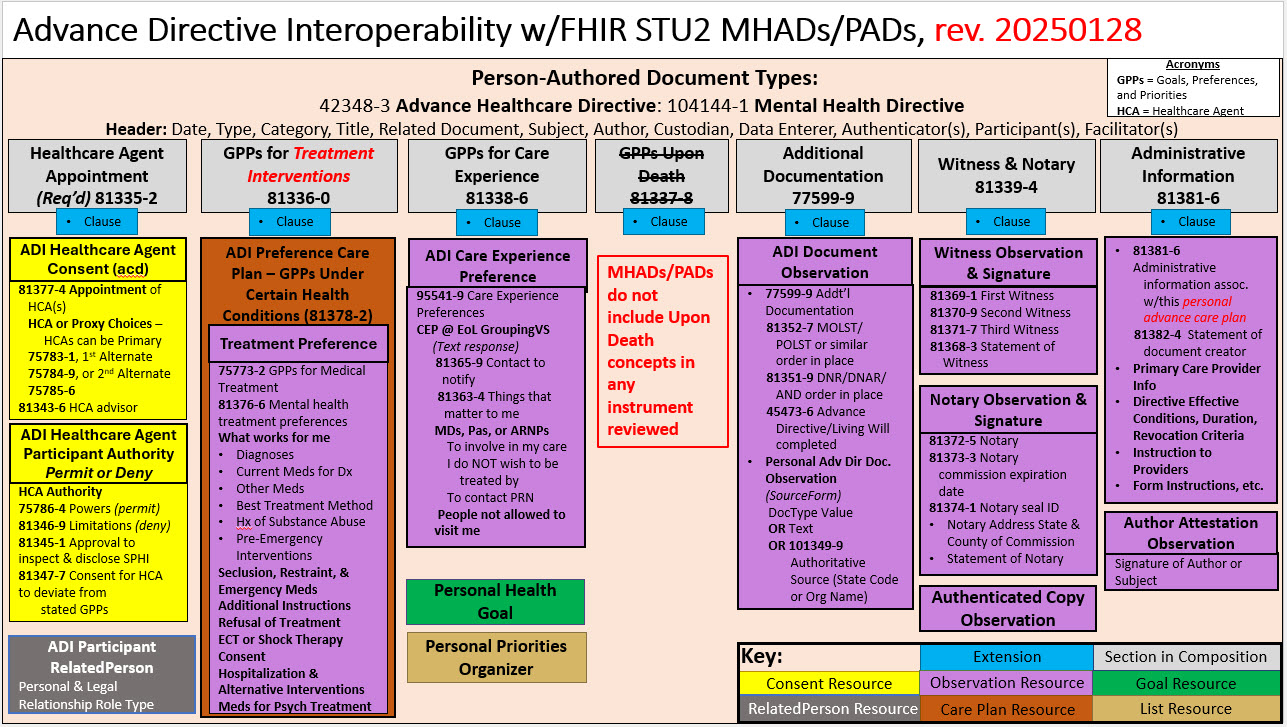 Advance Directive Interoperability w/FHIR STU2 MHADs/PADs, rev. 20250128
Person-Authored Document Types:
42348-3 Advance Healthcare Directive: 104144-1 Mental Health Directive
Header: Date, Type, Category, Title, Related Document, Subject, Author, Custodian, Data Enterer, Authenticator(s), Participant(s), Facilitator(s)
Acronyms
GPPs = Goals, Preferences,
and Priorities
HCA = Healthcare Agent
Healthcare Agent
Appointment
(Req'd) 81335-2
• Clause
ADI Healthcare Agent
Consent (acd)
81377-4 Appointment of
HCA(s)
HCA or Proxy Choices –
HCAs can be Primary
75783-1, 1st Alternate
75784-9, or 2nd Alternate
75785-6
81343-6 HCA advisor
ADI Healthcare Agent
Participant Authority
Permit or Deny
HCA Authority
75786-4 Powers (permit)
81346-9 Limitations (deny)
81345-1 Approval to
inspect & disclose SPHI
81347-7 Consent for HCA
to deviate from
stated GPPs
ADI Participant
RelatedPerson
Personal & Legal
Relationship Role Type
GPPs for Treatment
Interventions
81336-0
• Clause
ADI Preference Care
Plan – GPPs Under
Certain Health
Conditions (81378-2)
Treatment Preference
75773-2 GPPs for Medical
Treatment
81376-6 Mental health
treatment preferences
What works for me
• Diagnoses
• Current Meds for Dx
• Other Meds
• Best Treatment Method
• Hx of Substance Abuse
• Pre-Emergency
Interventions
Seclusion, Restraint, &
Emergency Meds
Additional Instructions
Refusal of Treatment
ECT or Shock Therapy
Consent
Hospitalization &
Alternative Interventions
Meds for Psych Treatment
GPPs for Care
Experience
81338-6
• Clause
ADI Care Experience
Preference
95541-9 Care Experience
Preferences
CEP @ EoL GroupingVS
(Text response)
81365-9 Contact to
notify
81363-4 Things that
matter to me
MDs, Pas, or ARNPs
To involve in my care
I do NOT wish to be
treated by
To contact PRN
People not allowed to
visit me
Personal Health
Goal
Personal Priorities
Organizer
GPPs Upon
Death
81337-8
• Clause
MHADs/PADs
do not
include Upon
Death
concepts in
any
instrument
reviewed
Additional
Documentation
77599-9
• Clause
ADI Document
Observation
• 77599-9 Addt'l
Documentation
81352-7 MOLST/
POLST or similar
order in place
81351-9 DNR/DNAR/
AND order in place
45473-6 Advance
Directive/Living Will
completed
• Personal Adv Dir Doc.
Observation
(SourceForm)
DocType Value
OR Text
OR 101349-9
Authoritative
Source (State Code
or Org Name)
Witness & Notary
81339-4
• Clause
Witness Observation
& Signature
81369-1 First Witness
81370-9 Second Witness
81371-7 Third Witness
81368-3 Statement of
Witness
Notary Observation &
Signature
81372-5 Notary
81373-3 Notary
commission expiration
date
81374-1 Notary seal ID
• Notary Address State &
County of Commission
• Statement of Notary
Authenticated Copy
Observation
Administrative
Information
81381-6
• Clause
• 81381-6
Administrative
information assoc.
w/this personal
advance care plan
81382-4 Statement of
document creator
• Primary Care Provider
Info
• Directive Effective
Conditions, Duration,
Revocation Criteria
• Instruction to
Providers
• Form Instructions, etc.
Author Attestation
Observation
Signature of Author or
Subject
Key:
Extension
Section in Composition
Consent Resource
Observation Resource
Goal Resource
RelatedPerson Resource
Care Plan Resource
List Resource